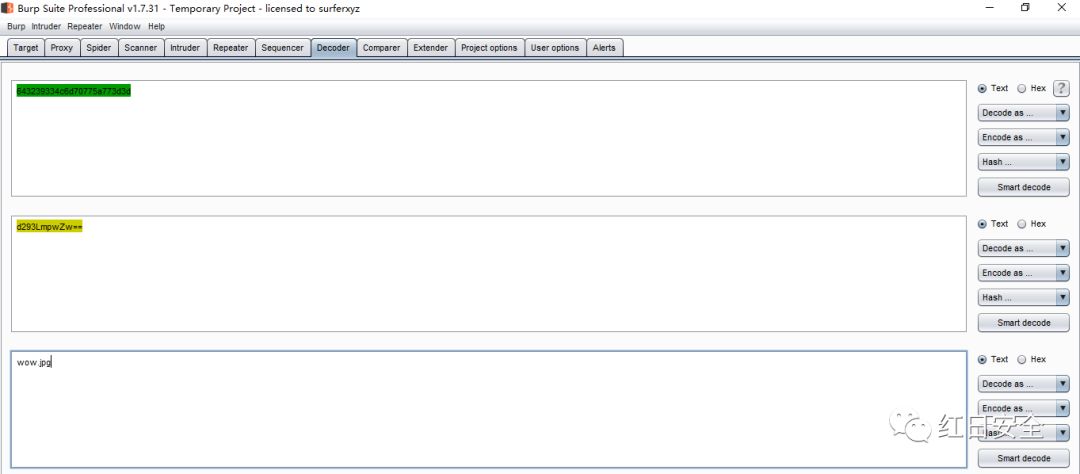 Burp Suite Professional v1.7.31 - Temporary Project - licensed to surferxyz
Burp Intruder Repeater Window Help
Target Proxy Spider Scanner Intruder Repeater Sequencer Decoder Comparer Extender Project options User options Alerts
643239334c6d70775a773d3d
Text Hex ?
Decode as ...
Encode as ...
Hash ...
Smart decode
d293LmpwZw==
Text Hex
Decode as ...
Encode as ...
Hash ...
Smart decode
wow.jpg
Text Hex
Decode as ...
Encode as ...
Hash ...
Smart decode
红日安全